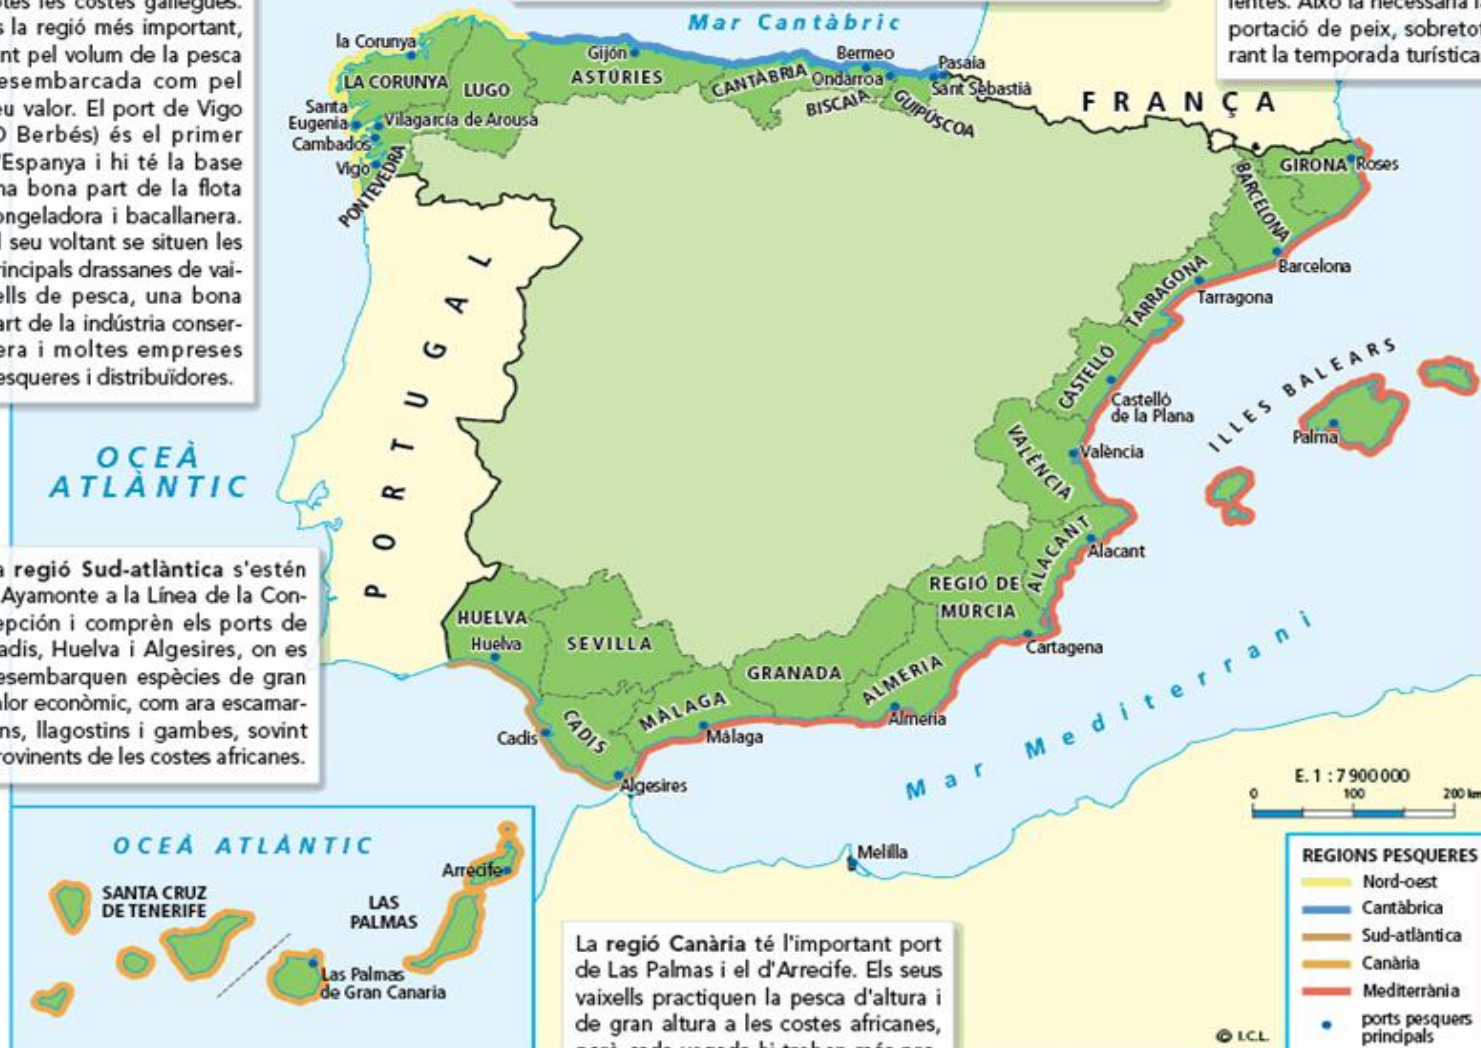 otes les costes gallegues.
s la regió més important,
nt pel volum de la pesca
esembarcada com pel
eu valor. El port de Vigo
O Berbés) és el primer
'Espanya i hi té la base
na bona part de la flota
ongeladora i bacallanera.
l seu voltant se situen les
rincipals drassanes de vai-
ells de pesca, una bona
art de la indústria conser-
era i moltes empreses
esqueres i distribuïdores.
lentes. Això fa necessària la
portació de peix, sobretot
rant la temporada turística
Mar Cantàbric
la Corunya
LA CORUNYA
LUGO
Gijón
ASTÚRIES
CANTÀBRIA
Bermeo
Ondarroa
BISCAIA
GUIPÚSCOA
Pasaia
Sant Sebastià
FRANÇA
Santa
Eugenia
Vilagarcía de Arousa
Cambados
Vigo
PONTEVEDRA
GIRONA
Roses
BARCELONA
Barcelona
TARRAGONA
Tarragona
CASTELLÓ
Castelló
de la Plana
ILLES BALEARS
Palma
VALÈNCIA
València
PORTUGAL
OCEÀ
ATLÀNTIC
ALACANT
Alacant
REGIÓ DE
MÚRCIA
Cartagena
a regió Sud-atlàntica s'estén
Ayamonte a la Línea de la Con-
epción i comprèn els ports de
adis, Huelva i Algesires, on es
esembarquen espècies de gran
alor econòmic, com ara escamar-
ns, llagostins i gambes, sovint
rovinents de les costes africanes.
HUELVA
Huelva
SEVILLA
GRANADA
ALMERIA
Almeria
MÀLAGA
Màlaga
CADIS
Cadis
Algesires
Mar Mediterrani
Melilla
E. 1 : 7 900 000
0 100 200 km
OCEÀ ATLÀNTIC
Arrecife
SANTA CRUZ
DE TENERIFE
LAS
PALMAS
Las Palmas
de Gran Canaria
La regió Canària té l'important port
de Las Palmas i el d'Arrecife. Els seus
vaixells practiquen la pesca d'altura i
de gran altura a les costes africanes,
REGIONS PESQUERES
Nord-oest
Cantàbrica
Sud-atlàntica
Canària
Mediterrània
ports pesquers
principals
© I.C.L.